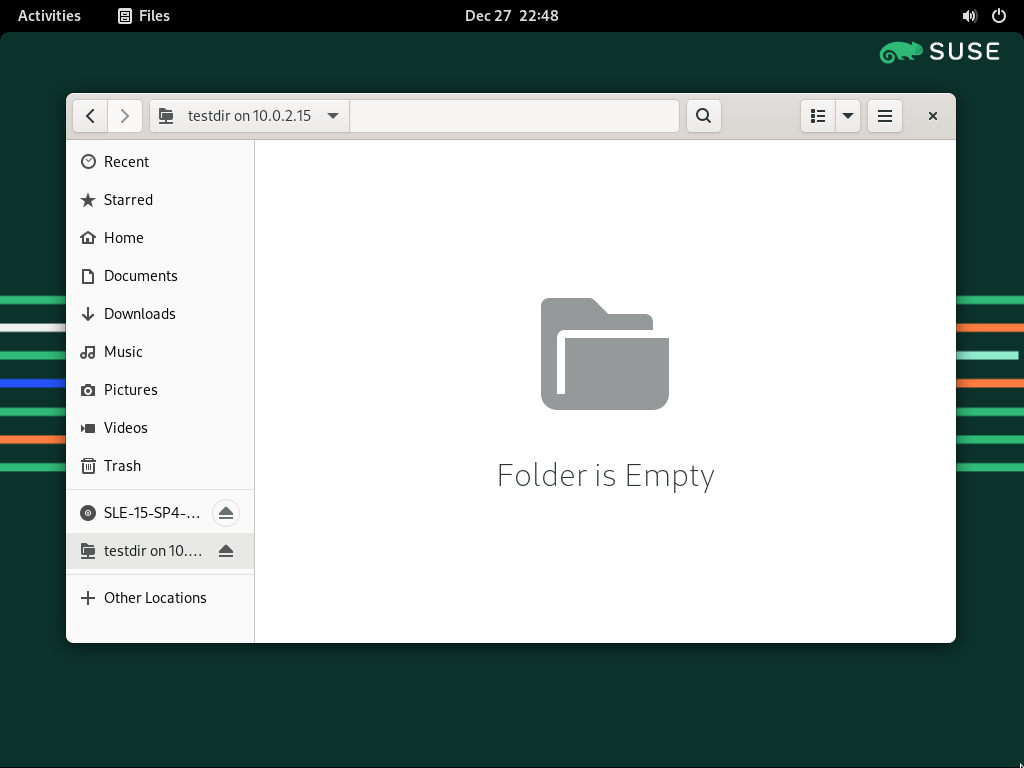 Activities Files Dec 27 22:48
SUSE
testdir on 10.0.2.15
Recent
Starred
Home
Documents
Downloads
Music
Pictures
Videos
Trash
SLE-15-SP4-...
testdir on 10....
Other Locations
Folder is Empty